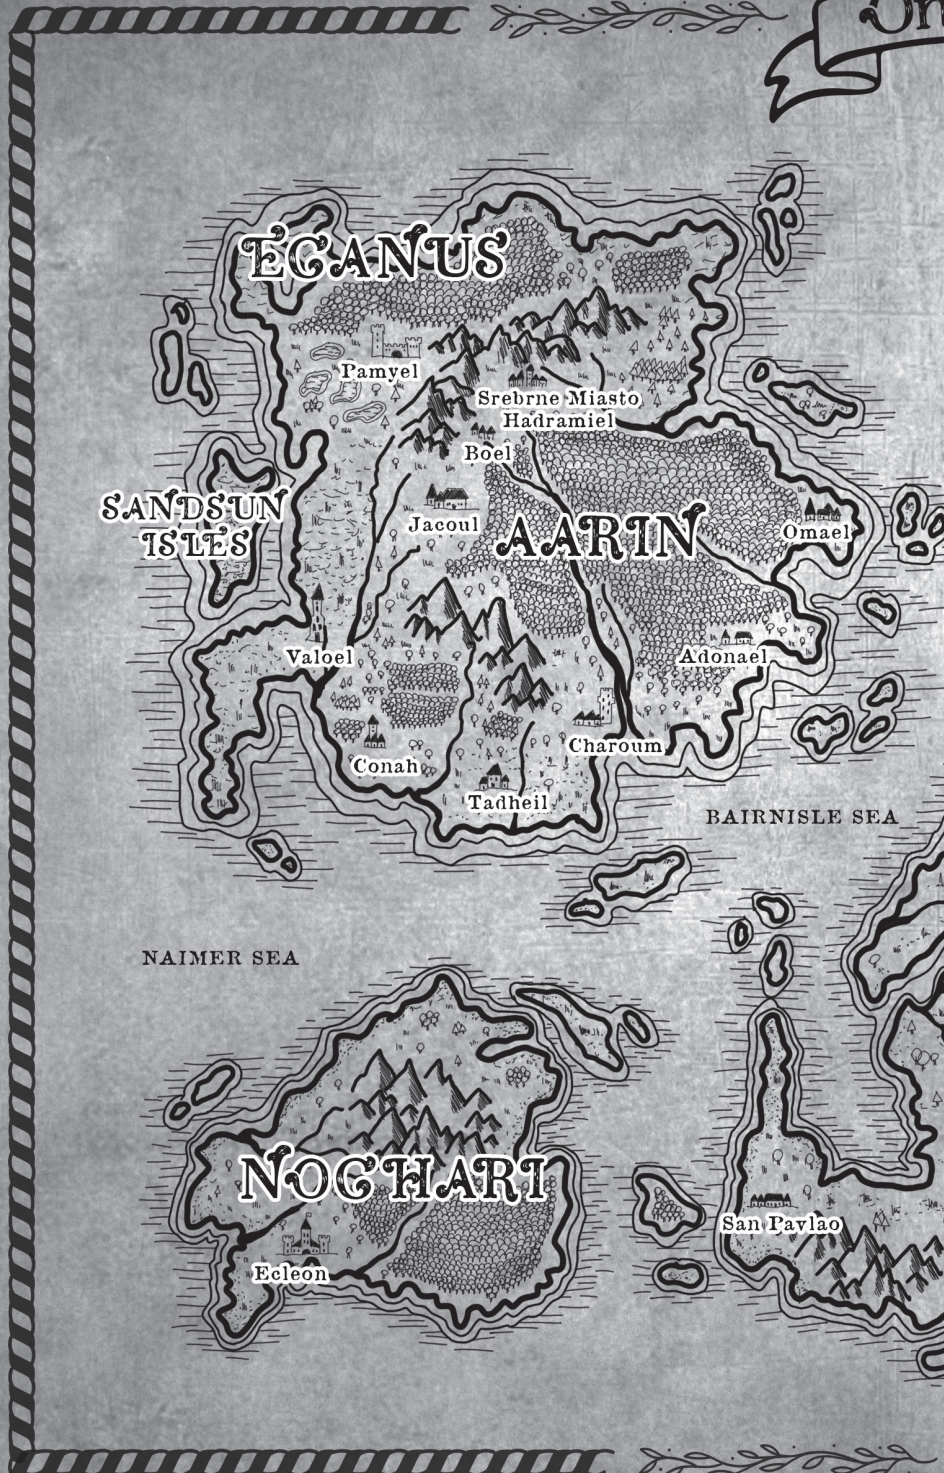 ECANUS
Pamyel
Srebrne Miasto
Hadramiel
Boel
SANDSUN
ISLES
Jacoul
AARIN
Omael
Valoel
Adonael
Charoum
Conah
Tadheil
BAIRNISLE SEA
NAIMER SEA
NOCHARI
San Pavlao
Ecleon